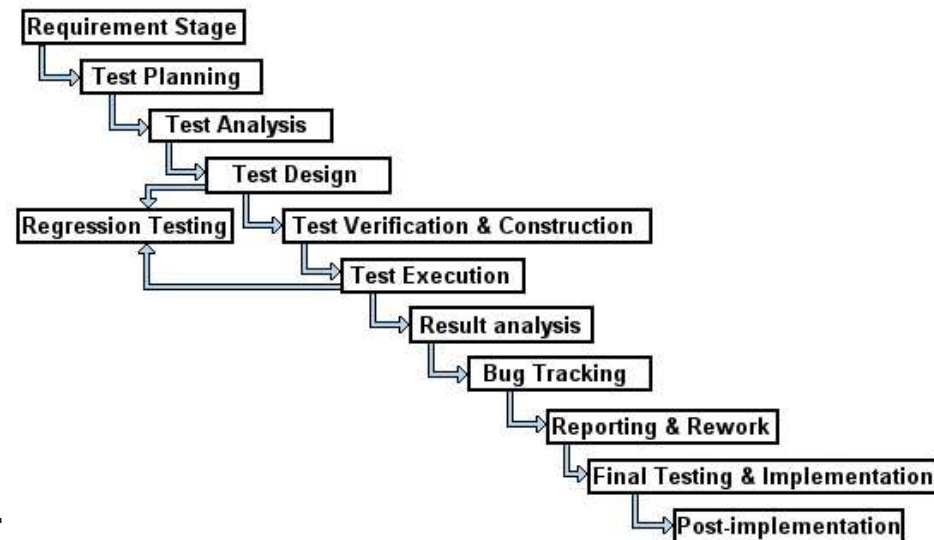 Requirement Stage
Test Planning
Test Analysis
Test Design
Regression Testing
Test Verification & Construction
Test Execution
Result analysis
Bug Tracking
Reporting & Rework
Final Testing & Implementation
Post-implementation